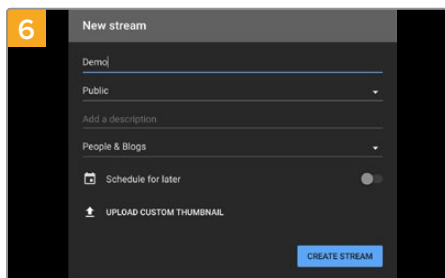 6
New stream
Demo
Public
Add a description
People & Blogs
Schedule for later
UPLOAD CUSTOM THUMBNAIL
CREATE STREAM